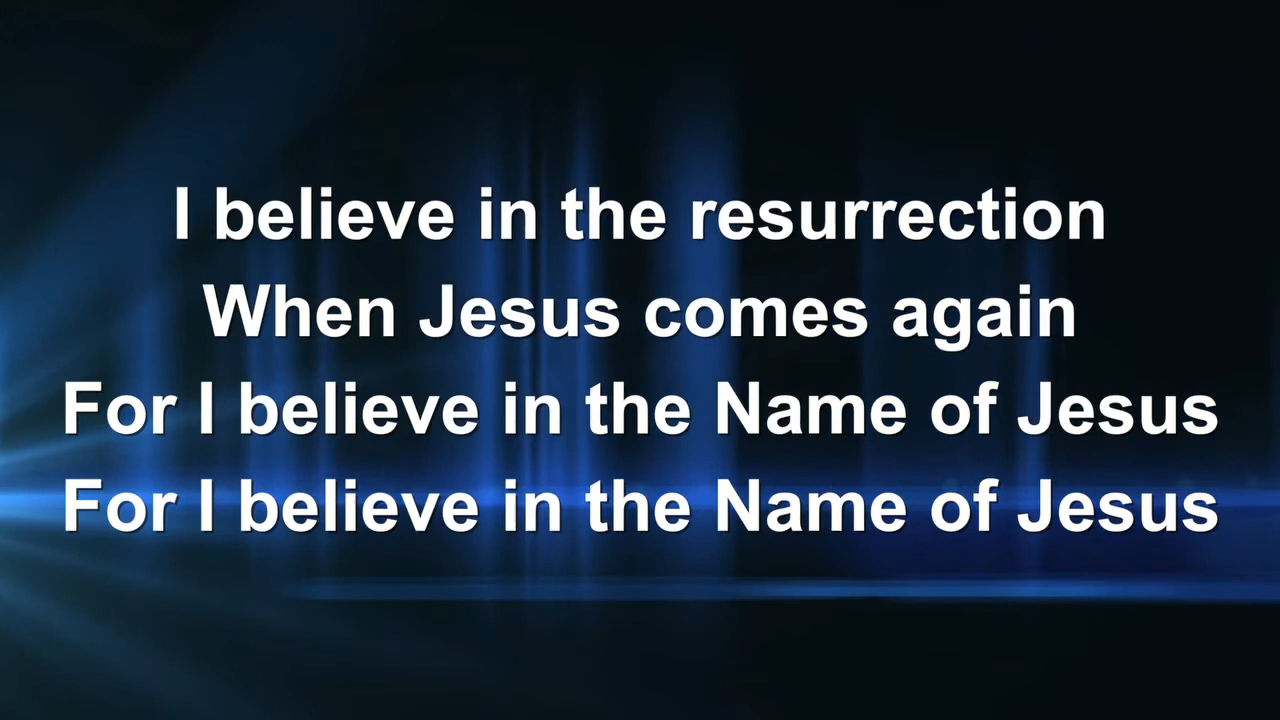 I believe in the resurrection
When Jesus comes again
For I believe in the Name of Jesus
For I believe in the Name of Jesus